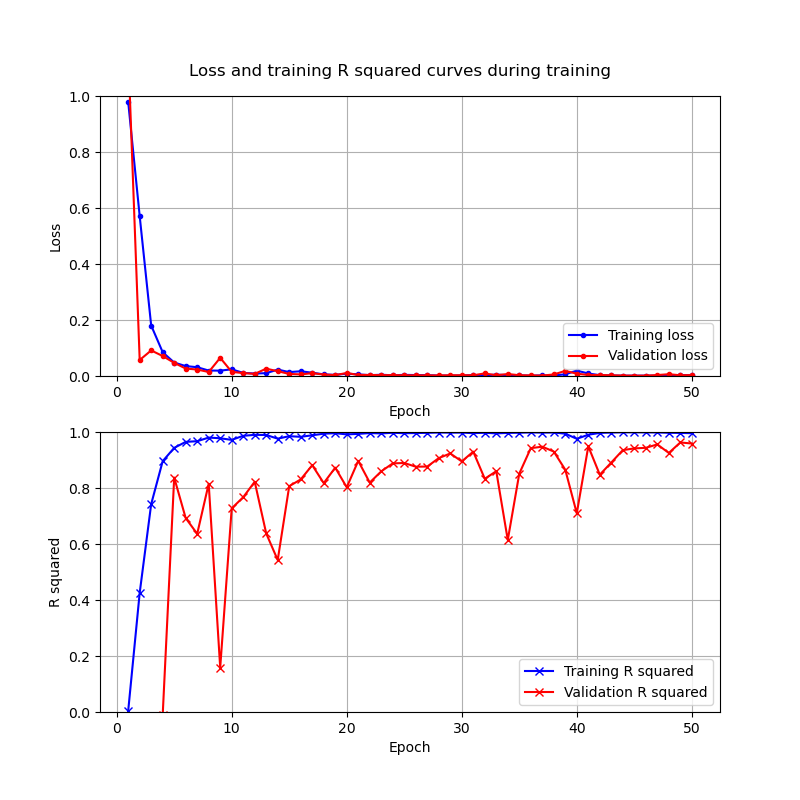 Loss and training R squared curves during training
1.0
0.8
0.6
0.4
0.2
0.0
Loss
Training loss
Validation loss
0 10 20 30 40 50
Epoch
1.0
0.8
0.6
0.4
0.2
0.0
R squared
Training R squared
Validation R squared
0 10 20 30 40 50
Epoch